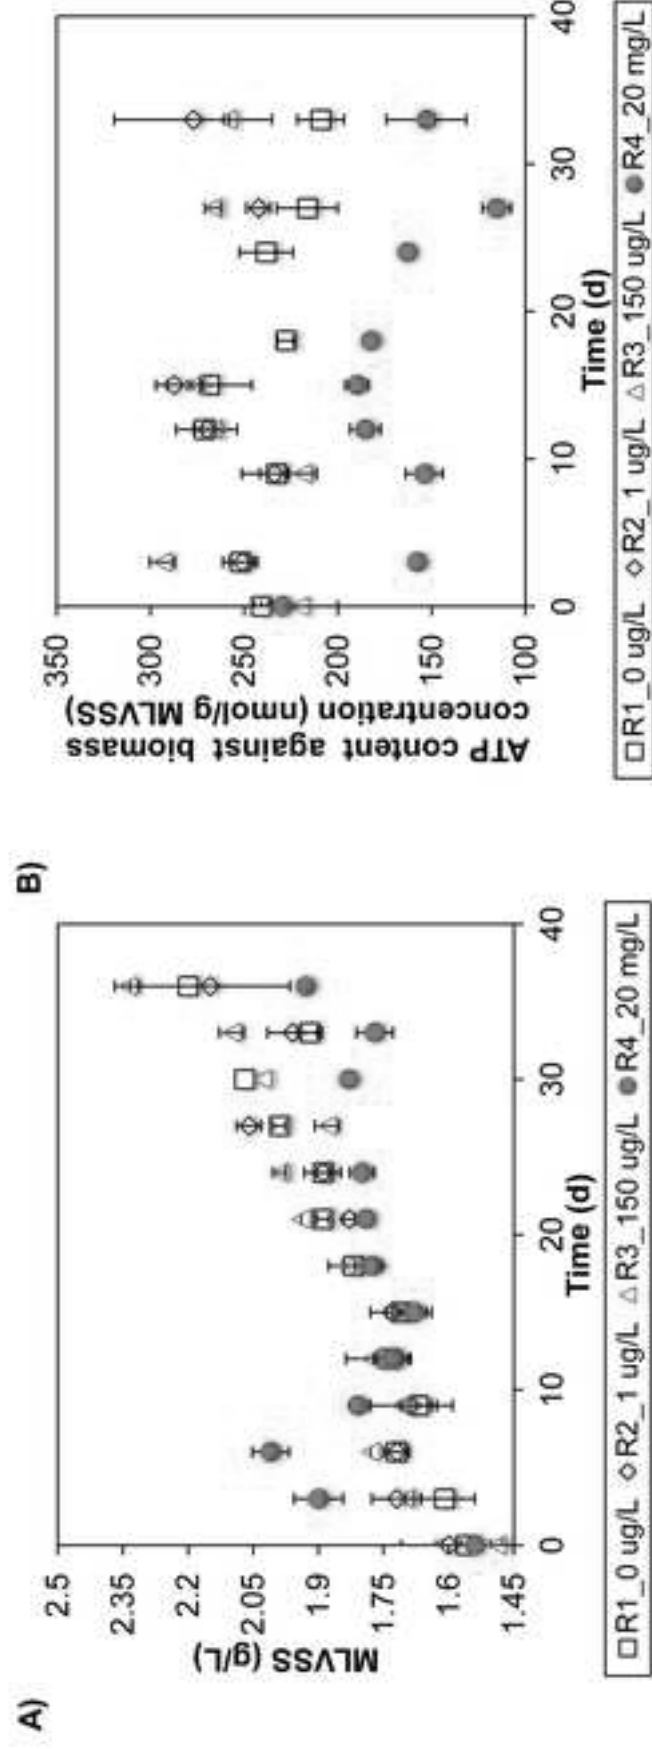 A)
MLVSS (g/L)
2.5
2.35
2.2
2.05
1.9
1.75
1.6
1.45
0
10
20
30
40
Time (d)
R1_0 ug/L R2_1 ug/L R3_150 ug/L R4_20 mg/L
B)
ATP content against biomass
concentration (nmol/g MLVSS)
350
300
250
200
150
100
0
10
20
30
40
Time (d)
R1_0 ug/L R2_1 ug/L R3_150 ug/L R4_20 mg/L